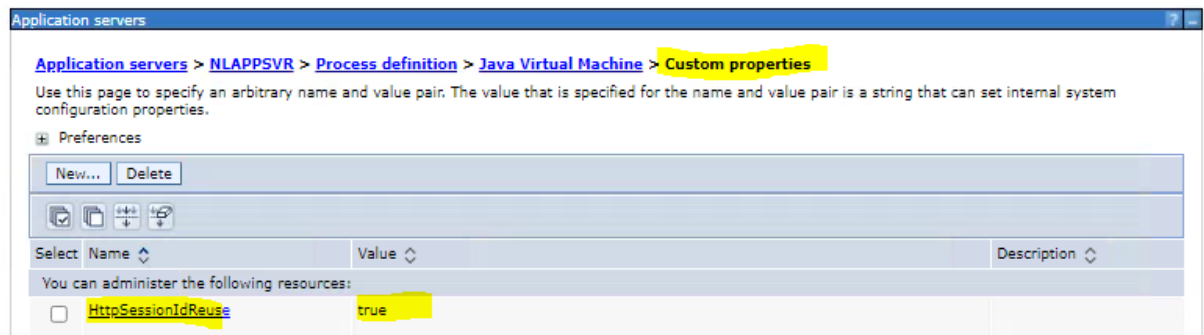 Application servers
? –
Application servers > NLAPPSVR > Process definition > Java Virtual Machine > Custom properties
Use this page to specify an arbitrary name and value pair. The value that is specified for the name and value pair is a string that can set internal system
configuration properties.
Preferences
New... Delete
Select Name Value Description
You can administer the following resources:
HttpSessionIdReuse true